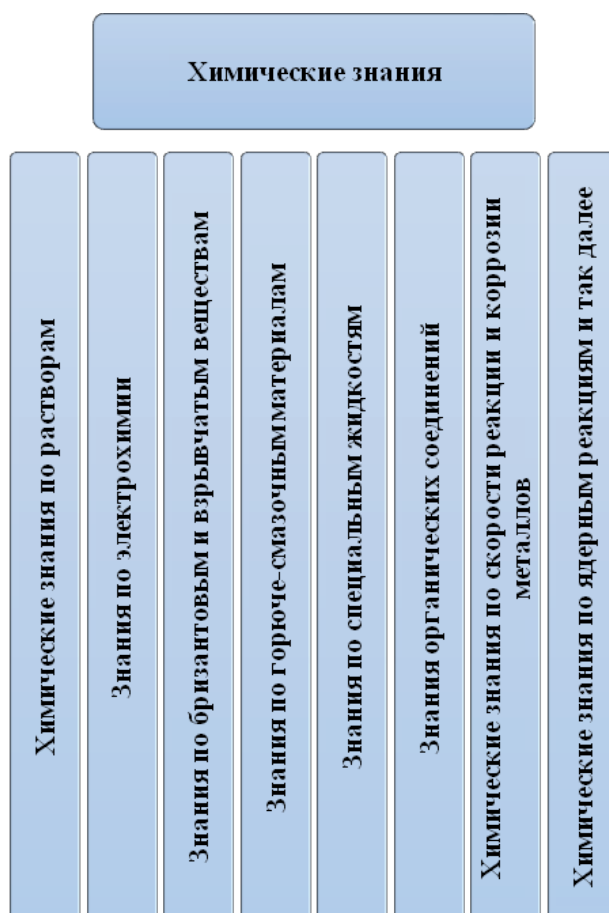 Химические знания
Химические знания по растворам
Знания по электрохимии
Знания по бризантовым и взрывчатым веществам
Знания по горюче-смазочным материалам
Знания по специальным жидкостям
Знания органических соединений
Химические знания по скорости реакции и коррозии
металлов
Химические знания по ядерным реакциям и так далее